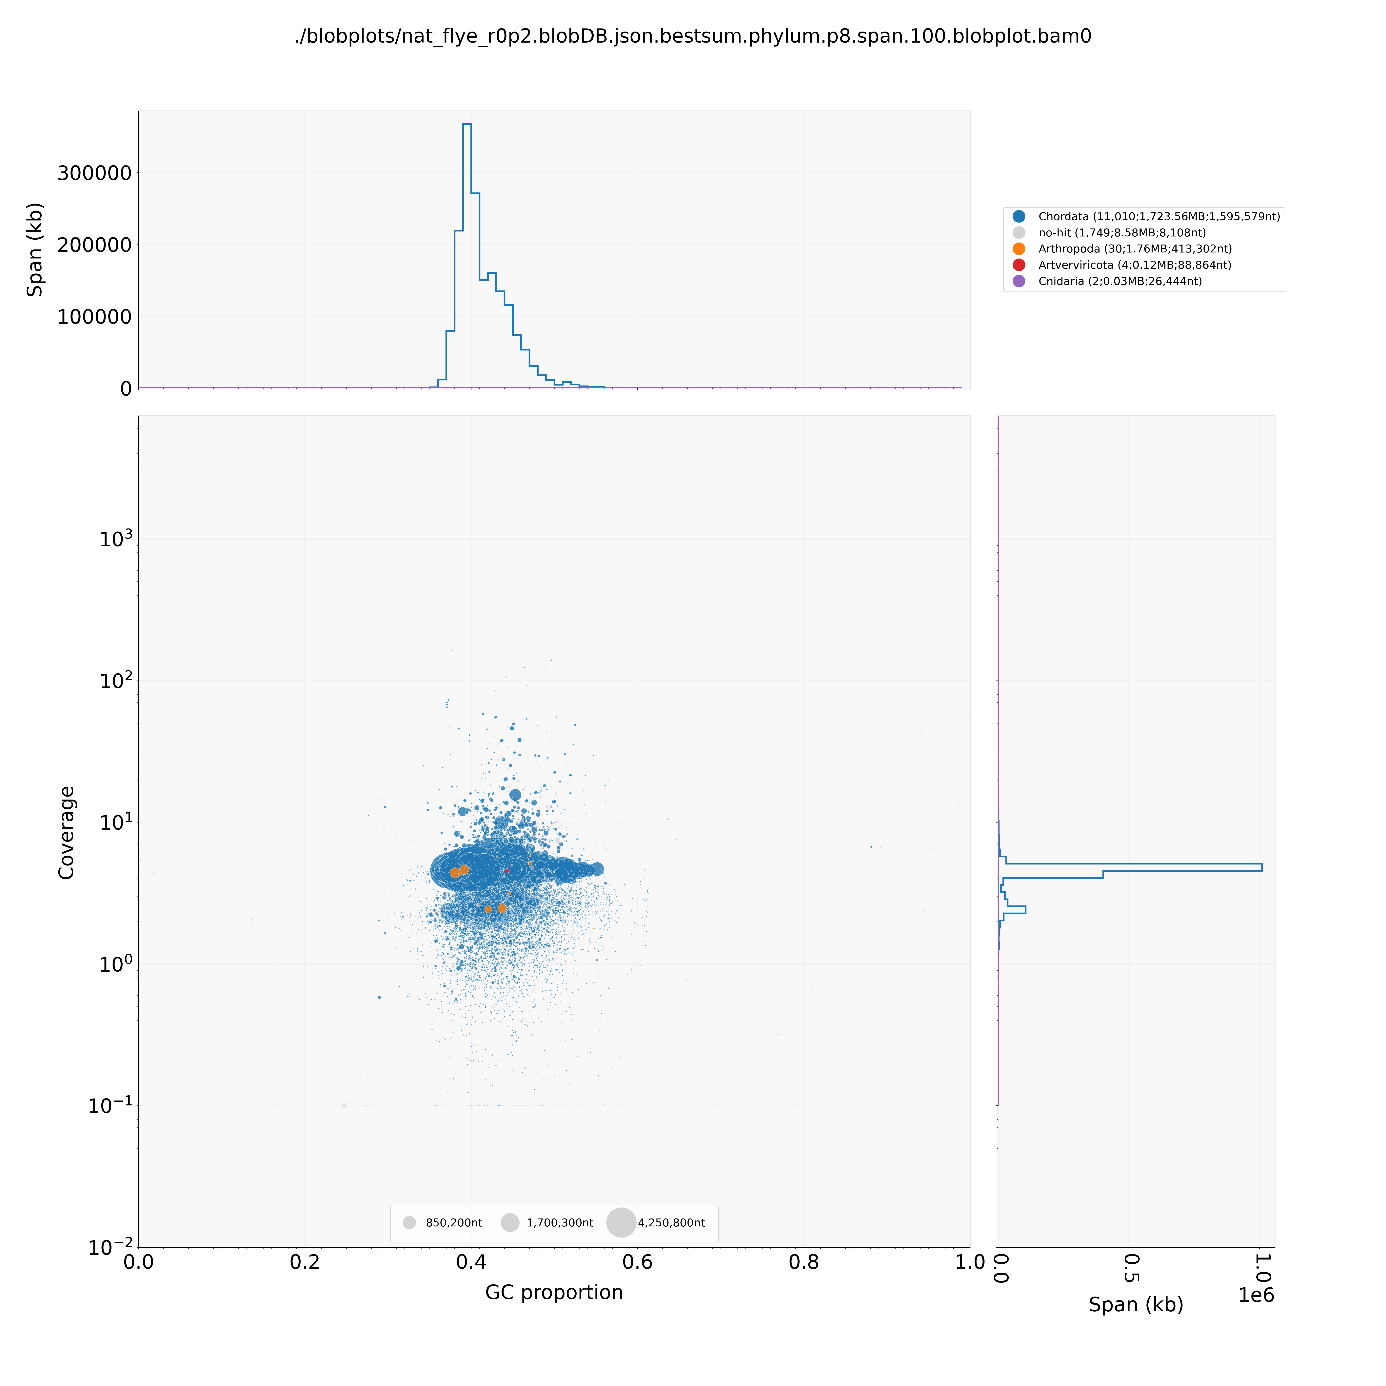 ./blobplots/nat_flye_r0p2.blobDB.json.bestsum.phylum.p8.span.100.blobplot.bam0
Span (kb)
300000
200000
100000
0
Chordata (11,010;1,723.56MB;1,595,579nt)
no-hit (1,749;8.58MB;8,108nt)
Arthropoda (30;1.76MB;413,302nt)
Artverviricota (4;0.12MB;88,864nt)
Cnidaria (2;0.03MB;26,444nt)
Coverage
10³
10²
10¹
10⁰
10⁻¹
10⁻²
850,200nt 1,700,300nt 4,250,800nt
0.0 0.2 0.4 0.6 0.8 1.0
GC proportion
0.0 0.5 1.0
1e6
Span (kb)